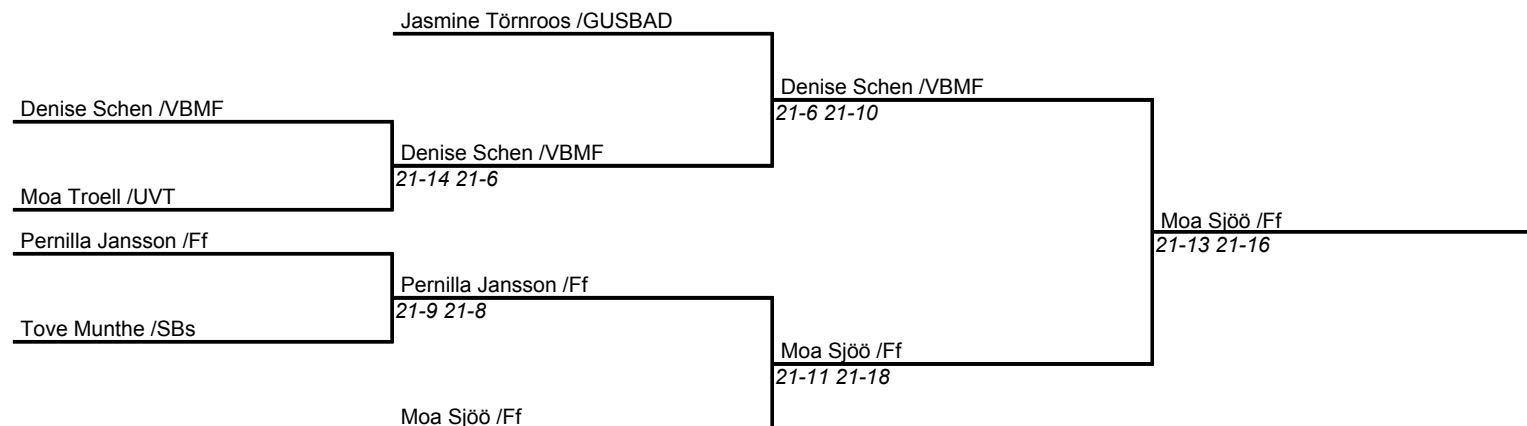 Jasmine Törnroos /GUSBAD
Denise Schen /VBMF
21-6 21-10
Denise Schen /VBMF
Denise Schen /VBMF
21-14 21-6
Moa Troell /UVT
Moa Sjöö /Ff
21-13 21-16
Pernilla Jansson /Ff
Pernilla Jansson /Ff
21-9 21-8
Tove Munthe /SBs
Moa Sjöö /Ff
21-11 21-18
Moa Sjöö /Ff